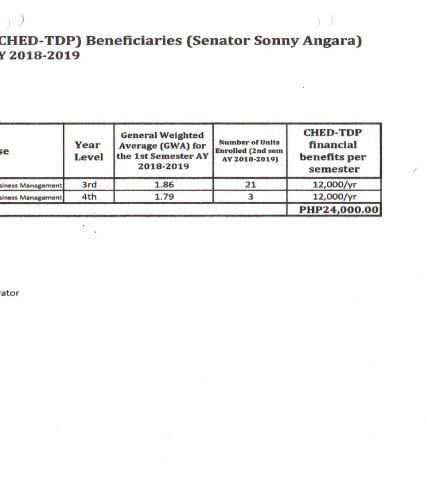 CHED-TDP) Beneficiaries (Senator Sonny Angara)
Y 2018-2019
se
Year Level
General Weighted Average (GWA) for the 1st Semester AY 2018-2019
Number of Units Enrolled (2nd sem AY 2018-2019)
CHED-TDP financial benefits per semester
siness Management 3rd 1.86 21 12,000/yr
siness Management 4th 1.79 3 12,000/yr
PHP24,000.00
rator